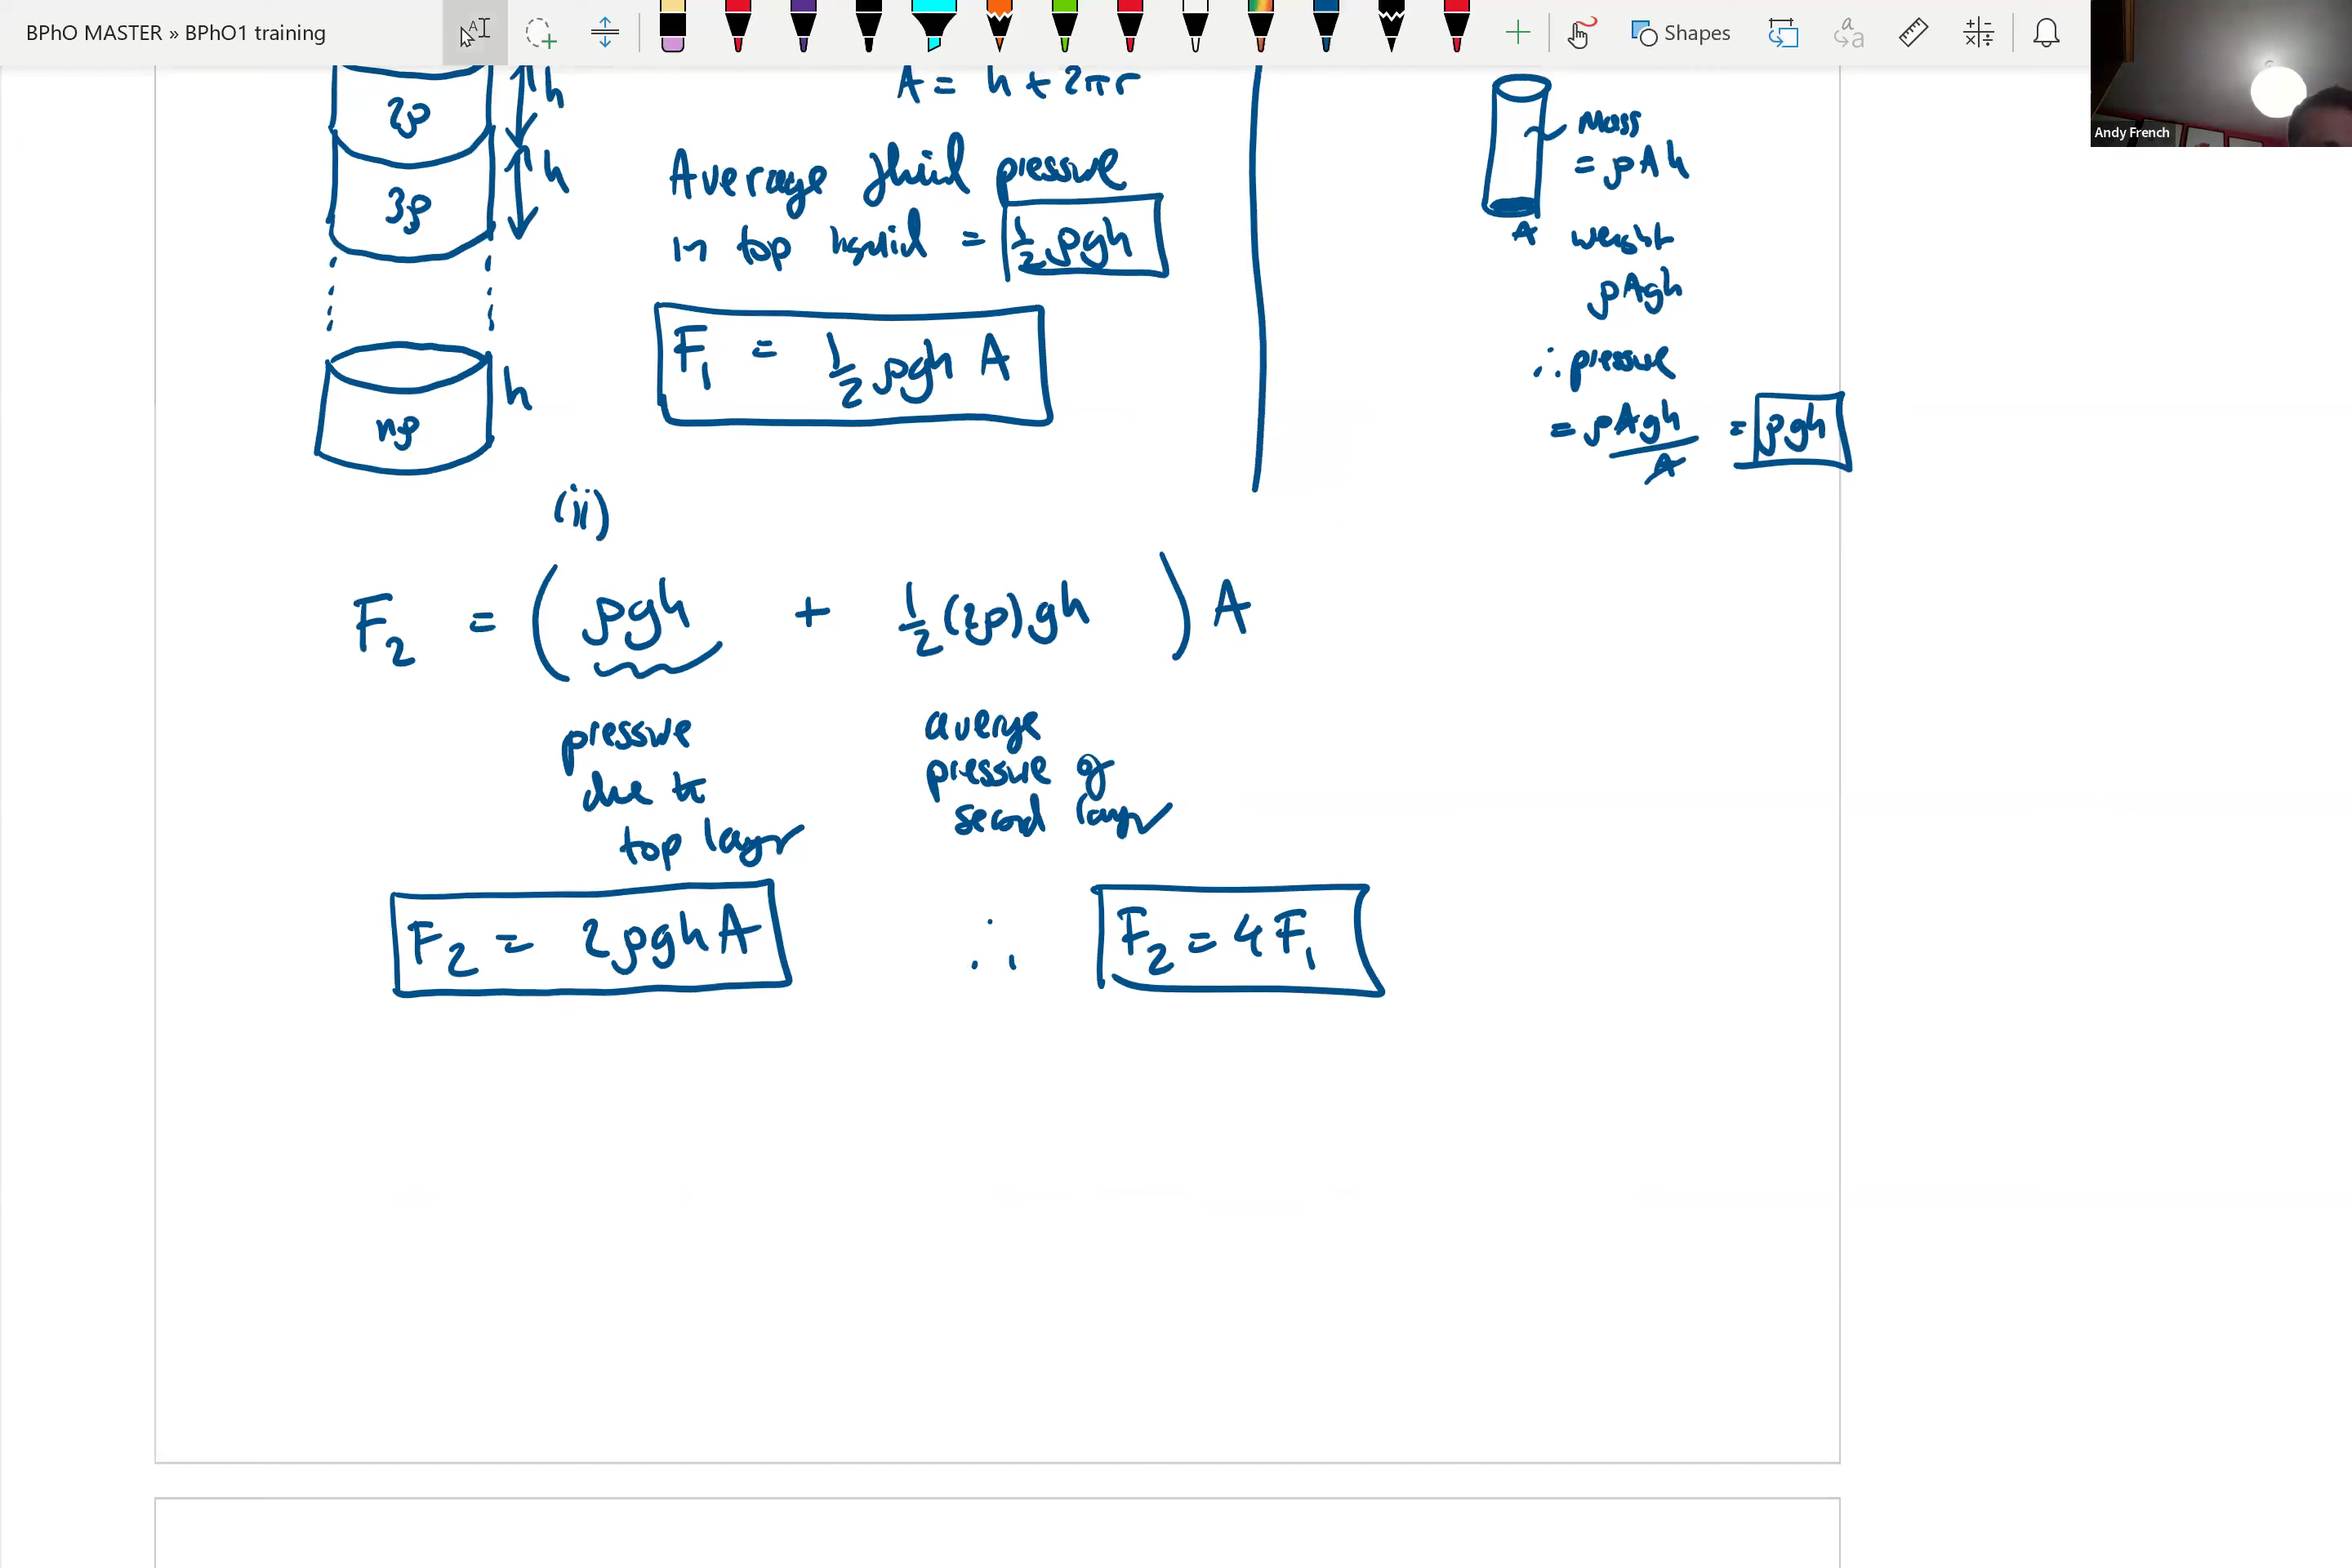 BPhO MASTER » BPhO1 training
Shapes
Andy French
2ρ
h
3ρ
h
nρ
h
A = h × 2πr
Average fluid pressure
in top liquid = ½ρgh
F₁ = ½ρgh A
Mass
= ρAh
A
weight
ρAgh
∴ pressure
= ρAgh/A = ρgh
(ii)
F₂ = (ρgh + ½(2ρ)gh) A
pressure
due to
top layer
average
pressure of
second layer
F₂ = 2ρghA ∴ F₂ = 4F₁